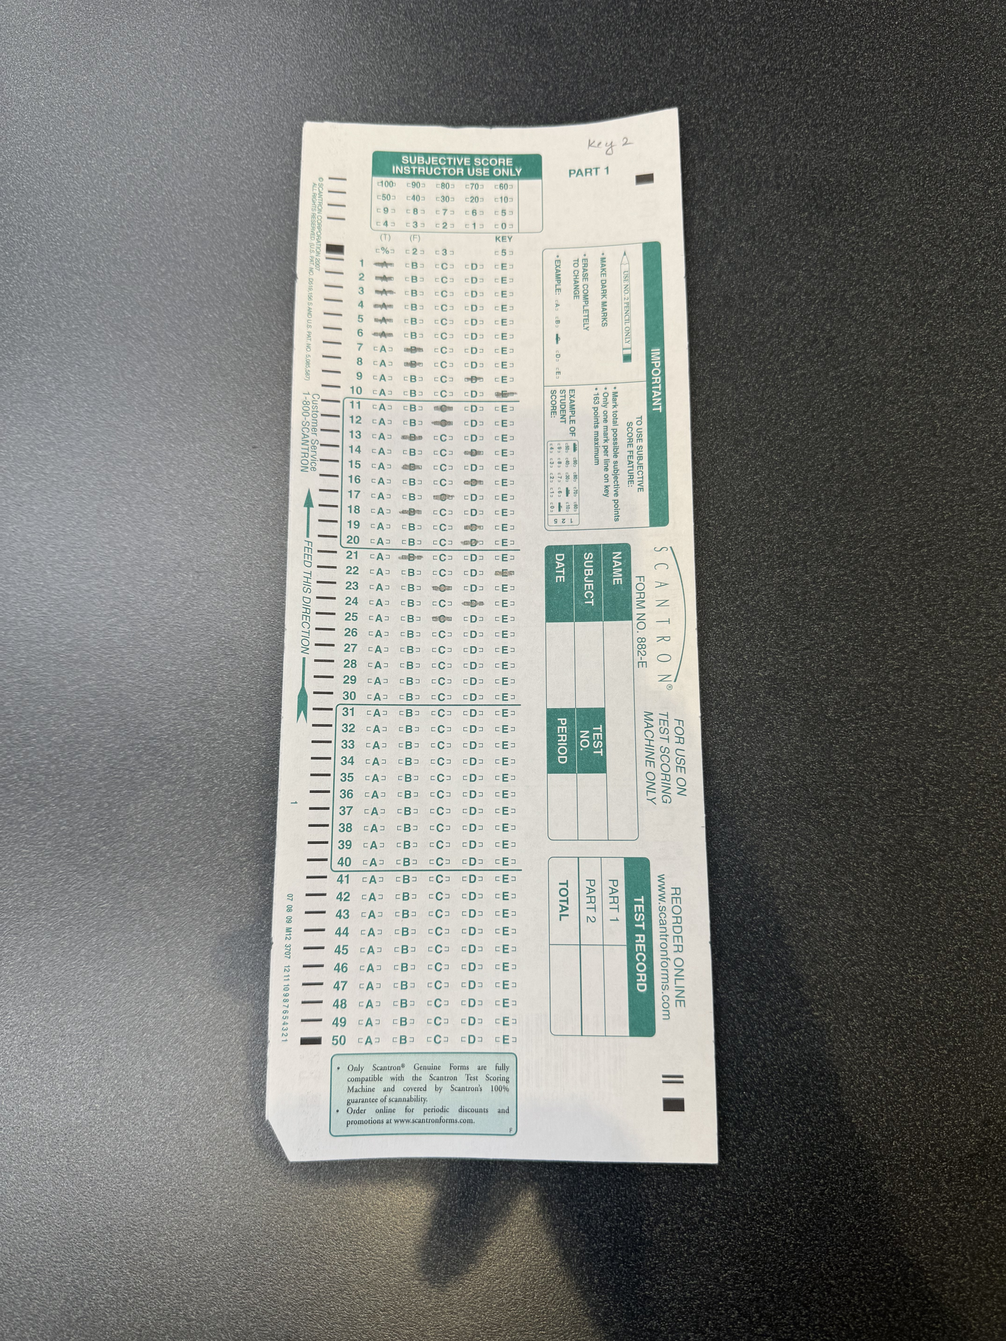 Key 2
PART 1
SUBJECTIVE SCORE
INSTRUCTOR USE ONLY
100 90 80 70 60
50 40 30 20 10
9 8 7 6 5
4 3 2 1 0
(T) (F) KEY
% 2 3 5
1 A B C D E
2 A B C D E
3 A B C D E
4 A B C D E
5 A B C D E
6 A B C D E
7 A B C D E
8 A B C D E
9 A B C D E
10 A B C D E
11 A B C D E
12 A B C D E
13 A B C D E
14 A B C D E
15 A B C D E
16 A B C D E
17 A B C D E
18 A B C D E
19 A B C D E
20 A B C D E
21 A B C D E
22 A B C D E
23 A B C D E
24 A B C D E
25 A B C D E
26 A B C D E
27 A B C D E
28 A B C D E
29 A B C D E
30 A B C D E
31 A B C D E
32 A B C D E
33 A B C D E
34 A B C D E
35 A B C D E
36 A B C D E
37 A B C D E
38 A B C D E
39 A B C D E
40 A B C D E
41 A B C D E
42 A B C D E
43 A B C D E
44 A B C D E
45 A B C D E
46 A B C D E
47 A B C D E
48 A B C D E
49 A B C D E
50 A B C D E
• Only Scantron® Genuine Forms are fully
compatible with the Scantron Test Scoring
Machine and covered by Scantron's 100%
guarantee of scannability.
• Order online for periodic discounts and
promotions at www.scantronforms.com.
F
© SCANTRON CORPORATION 2007
ALL RIGHTS RESERVED.
Customer Service
1-800-SCANTRON
FEED THIS DIRECTION
1
07 08 09 M12 3707 12 11 10 9 8 7 6 5 4 3 2 1
IMPORTANT
USE NO. 2 PENCIL ONLY
• MAKE DARK MARKS
• ERASE COMPLETELY
TO CHANGE
• EXAMPLE: A B D E
TO USE SUBJECTIVE
SCORE FEATURE:
• Mark total possible subjective points
• Only one mark per line on key
• 163 points maximum
EXAMPLE OF
STUDENT
SCORE:
SCANTRON®
FORM NO. 882-E
FOR USE ON
TEST SCORING
MACHINE ONLY
NAME
SUBJECT
DATE
TEST
NO.
PERIOD
REORDER ONLINE
www.scantronforms.com
TEST RECORD
PART 1
PART 2
TOTAL